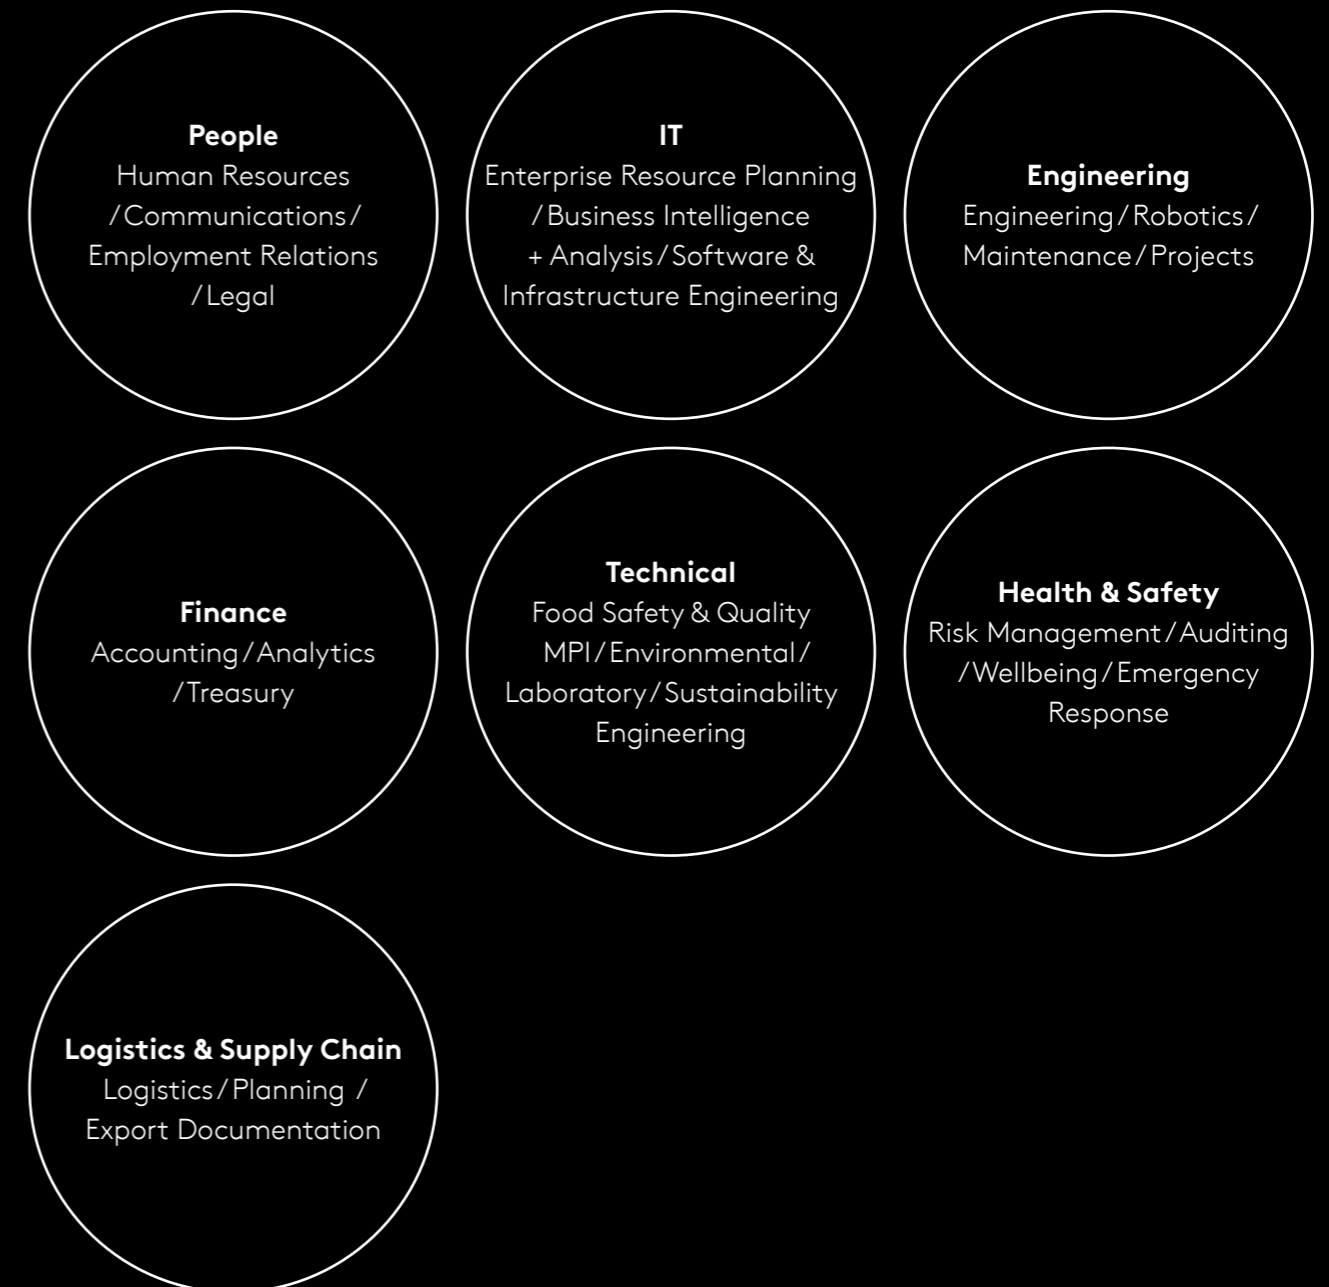 People
Human Resources
/Communications/
Employment Relations
/Legal
IT
Enterprise Resource Planning
/Business Intelligence
+ Analysis/Software &
Infrastructure Engineering
Engineering
Engineering/Robotics/
Maintenance/Projects
Finance
Accounting/Analytics
/Treasury
Technical
Food Safety & Quality
MPI/Environmental/
Laboratory/Sustainability
Engineering
Health & Safety
Risk Management/Auditing
/Wellbeing/Emergency
Response
Logistics & Supply Chain
Logistics/Planning /
Export Documentation